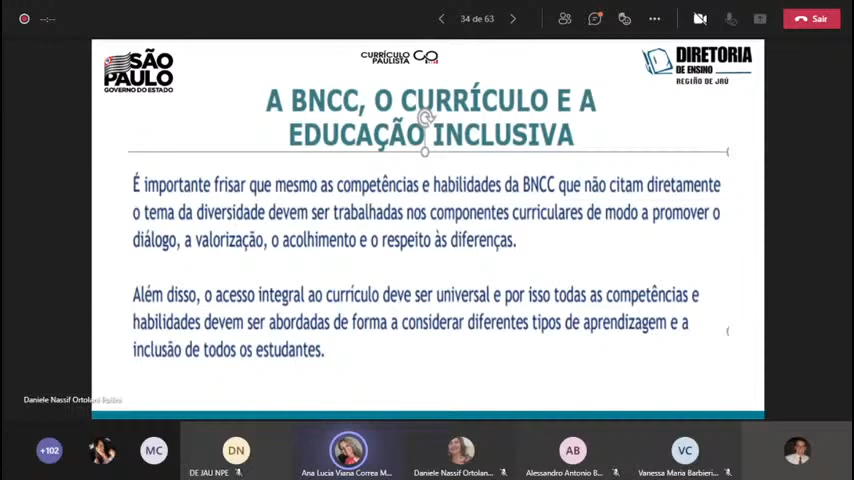 --:--
34 de 63
Sair
SÃO
PAULO
GOVERNO DO ESTADO
CURRÍCULO
PAULISTA
DIRETORIA
DE ENSINO
REGIÃO DE JAÚ
A BNCC, O CURRÍCULO E A
EDUCAÇÃO INCLUSIVA
É importante frisar que mesmo as competências e habilidades da BNCC que não citam diretamente
o tema da diversidade devem ser trabalhadas nos componentes curriculares de modo a promover o
diálogo, a valorização, o acolhimento e o respeito às diferenças.
Além disso, o acesso integral ao currículo deve ser universal e por isso todas as competências e
habilidades devem ser abordadas de forma a considerar diferentes tipos de aprendizagem e a
inclusão de todos os estudantes.
Daniele Nassif Ortolani
+102
MC
DN
AB
VC
DE JAU NPE
Ana Lucia Viana Correa M...
Daniele Nassif Ortolan...
Alessandro Antonio B...
Vanessa Maria Barbieri...